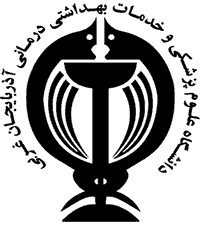 دانشگاه علوم پزشکی و خدمات بهداشتی درمانی آذربایجان غربی